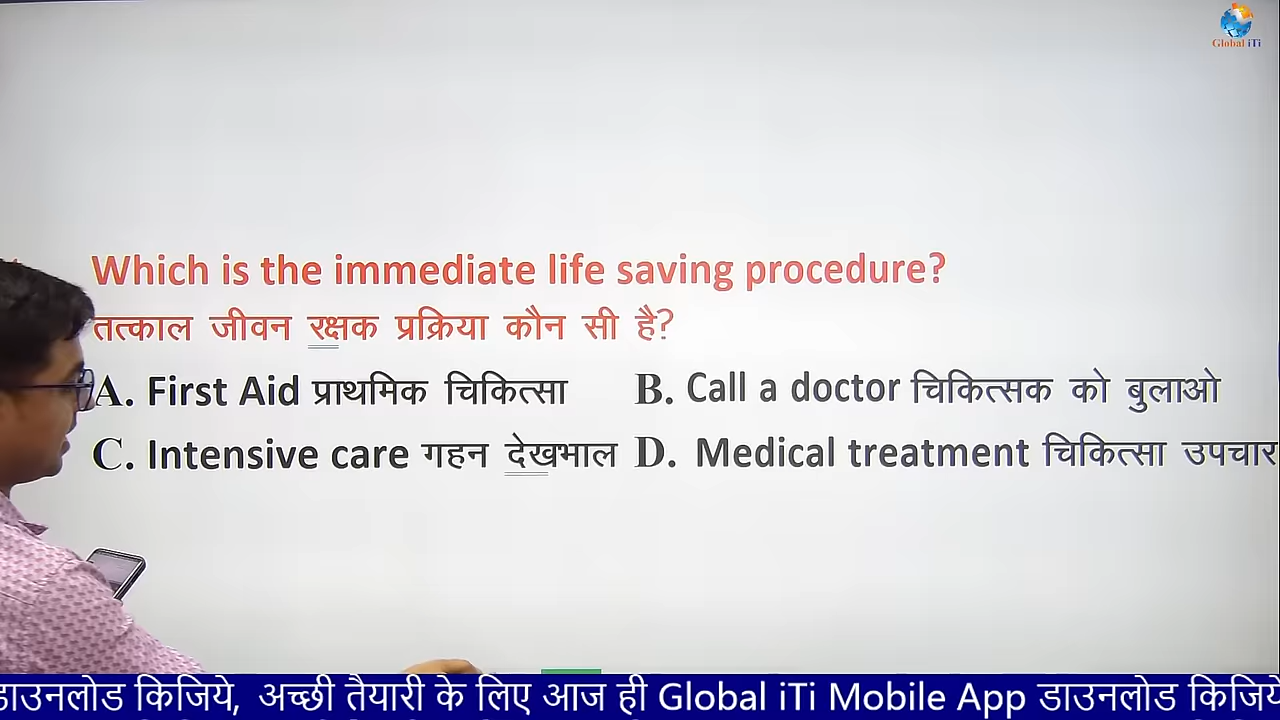 Global iTi
Which is the immediate life saving procedure?
तत्काल जीवन रक्षक प्रक्रिया कौन सी है?
A. First Aid प्राथमिक चिकित्सा B. Call a doctor चिकित्सक को बुलाओ
C. Intensive care गहन देखभाल D. Medical treatment चिकित्सा उपचार
डाउनलोड किजिये, अच्छी तैयारी के लिए आज ही Global iTi Mobile App डाउनलोड किजिये